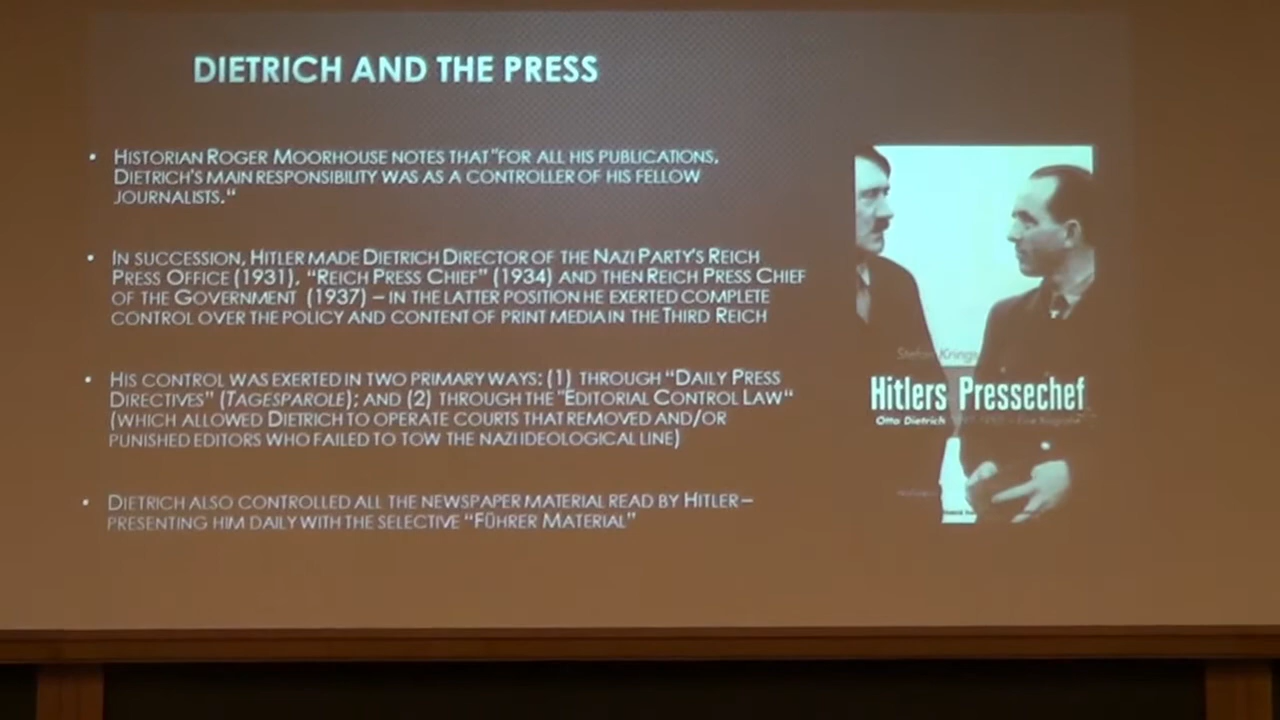 DIETRICH AND THE PRESS
• HISTORIAN ROGER MOORHOUSE NOTES THAT "FOR ALL HIS PUBLICATIONS,
DIETRICH'S MAIN RESPONSIBILITY WAS AS A CONTROLLER OF HIS FELLOW
JOURNALISTS."
• IN SUCCESSION, HITLER MADE DIETRICH DIRECTOR OF THE NAZI PARTY'S REICH
PRESS OFFICE (1931), "REICH PRESS CHIEF" (1934) AND THEN REICH PRESS CHIEF
OF THE GOVERNMENT (1937) – IN THE LATTER POSITION HE EXERTED COMPLETE
CONTROL OVER THE POLICY AND CONTENT OF PRINT MEDIA IN THE THIRD REICH
• HIS CONTROL WAS EXERTED IN TWO PRIMARY WAYS: (1) THROUGH "DAILY PRESS
DIRECTIVES" (TAGESPAROLE); AND (2) THROUGH THE "EDITORIAL CONTROL LAW"
(WHICH ALLOWED DIETRICH TO OPERATE COURTS THAT REMOVED AND/OR
PUNISHED EDITORS WHO FAILED TO TOW THE NAZI IDEOLOGICAL LINE)
• DIETRICH ALSO CONTROLLED ALL THE NEWSPAPER MATERIAL READ BY HITLER –
PRESENTING HIM DAILY WITH THE SELECTIVE "FÜHRER MATERIAL"
Stefan Krings
Hitlers Pressechef
Otto Dietrich